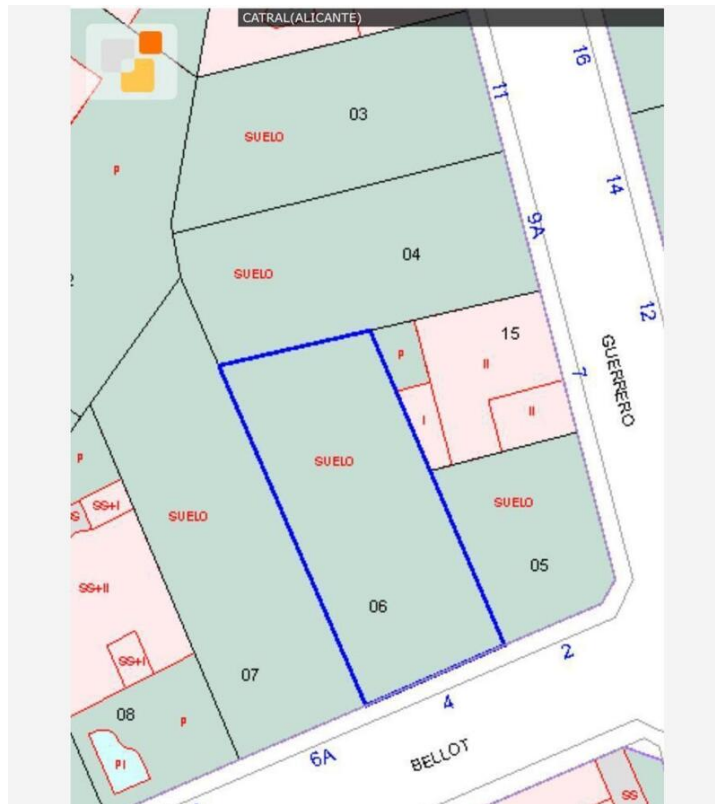 CATRAL(ALICANTE)
16
11
03
SUELO
P
14
9A
04
SUELO
12
15
P
II
7
GUERRERO
I
II
SUELO
P
SUELO
SS+I
SUELO
05
SS+II
06
2
SS+I
07
4
08
P
6A
BELLOT
PI
SS